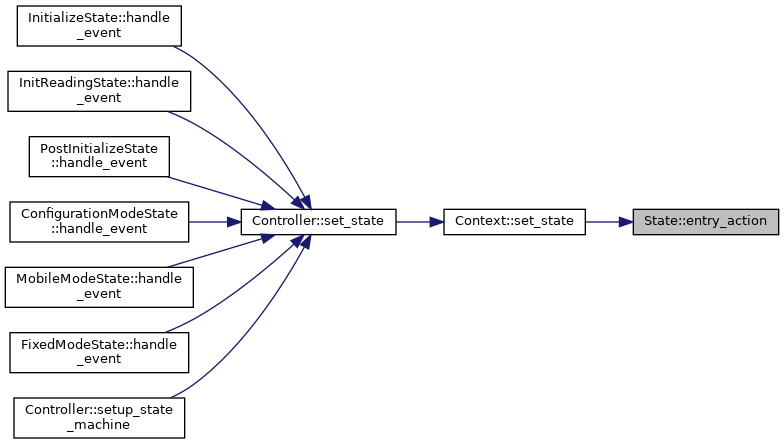 InitializeState::handle
_event
InitReadingState::handle
_event
PostInitializeState
::handle_event
ConfigurationModeState
::handle_event
Controller::set_state
Context::set_state
State::entry_action
MobileModeState::handle
_event
FixedModeState::handle
_event
Controller::setup_state
_machine